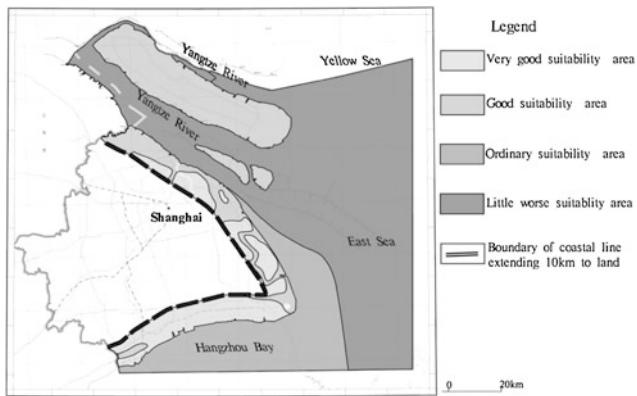 Yangtze River
Yellow Sea
Yangtze River
Shanghai
East Sea
Hangzhou Bay
Legend
Very good suitability area
Good suitability area
Ordinary suitability area
Little worse suitablity area
Boundary of coastal line
extending 10km to land
0 20km